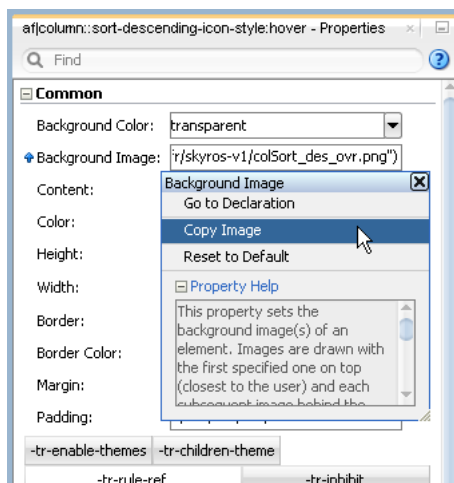 af|column::sort-descending-icon-style:hover - Properties
Find
Common
Background Color: transparent
Background Image: r/skyros-v1/colSort_des_ovr.png")
Background Image
Go to Declaration
Content:
Color:
Copy Image
Height:
Reset to Default
Width:
Property Help
Border:
This property sets the
background image(s) of an
Border Color:
element. Images are drawn with
the first specified one on top
Margin:
(closest to the user) and each
subsequent image behind the
Padding:
-tr-enable-themes -tr-children-theme
-tr-rule-ref -tr-inhibit